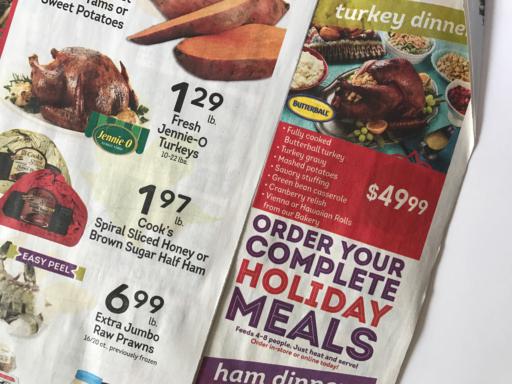 Yams or
Sweet Potatoes
1 29
lb.
Fresh
Jennie-O
Turkeys
10-22 lbs.
Jennie-O
1 97
lb.
Cook's
Spiral Sliced Honey or
Brown Sugar Half Ham
EASY PEEL
6 99
lb.
Extra Jumbo
Raw Prawns
16/20 ct. previously frozen
turkey dinne
BUTTERBALL
• Fully cooked
Butterball turkey
• Turkey gravy
• Mashed potatoes
• Savory stuffing
• Green bean casserole
• Cranberry relish
• Vienna or Hawaiian Rolls
from our Bakery
$49 99
ORDER YOUR
COMPLETE
HOLIDAY
MEALS
Feeds 4-8 people. Just heat and serve!
Order in-store or online today!
ham dinne